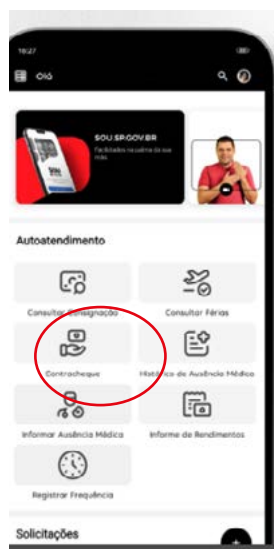 18:27
Olá
SOU.SP.GOV.BR
Facilidades na palma da sua
mão
Autoatendimento
Consultar Consignação
Consultar Férias
Contracheque
Histórico de Ausência Médica
Informar Ausência Médica
Informe de Rendimentos
Registrar Frequência
Solicitações